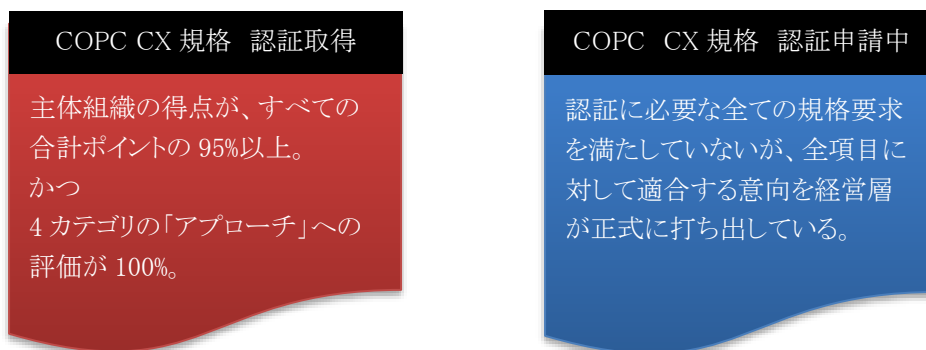 COPC CX 規格 認証取得
主体組織の得点が、すべての
合計ポイントの 95%以上。
かつ
4 カテゴリの「アプローチ」への
評価が 100%。
COPC CX 規格 認証申請中
認証に必要な全ての規格要求
を満たしていないが、全項目に
対して適合する意向を経営層
が正式に打ち出している。